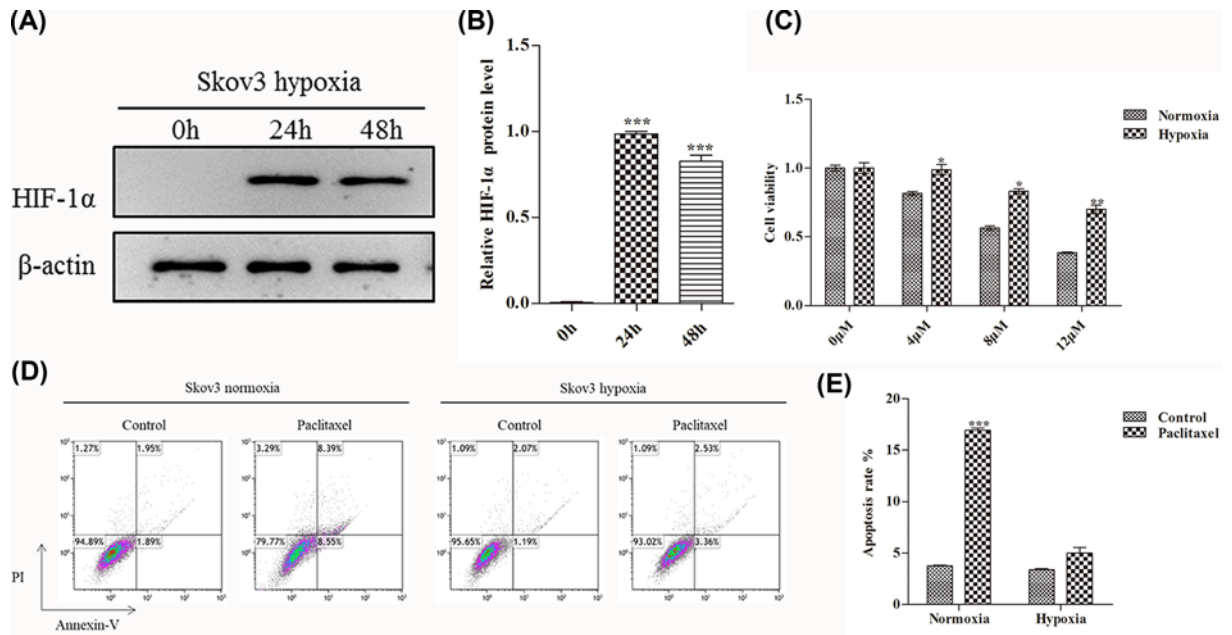 (A)
Skov3 hypoxia
0h 24h 48h
HIF-1α
β-actin
(B)
Relative HIF-1α protein level
1.5
1.0
0.5
0.0
***
***
0h 24h 48h
(C)
Cell viability
1.5
1.0
0.5
0.0
*
*
**
0μM 4μM 8μM 12μM
Normoxia
Hypoxia
(D)
Skov3 normoxia Skov3 hypoxia
Control Paclitaxel Control Paclitaxel
1.27% 1.95% 3.29% 8.39% 1.09% 2.07% 1.09% 2.53%
94.89% 1.89% 79.77% 8.55% 95.65% 1.19% 93.02% 3.36%
PI
Annexin-V
(E)
Apoptosis rate %
20
15
10
5
0
***
Normoxia Hypoxia
Control
Paclitaxel